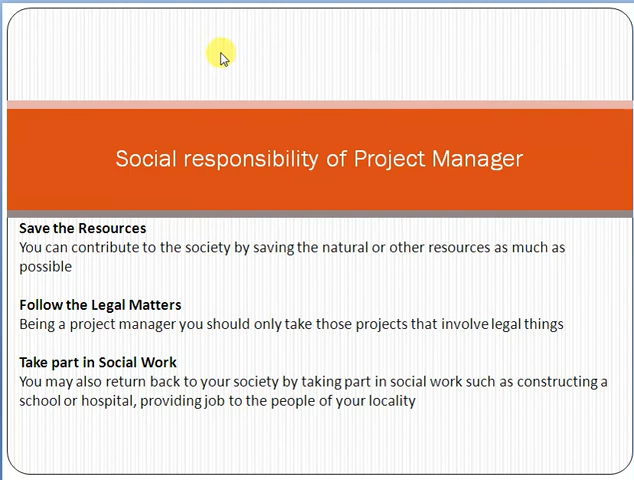 Social responsibility of Project Manager
Save the Resources
You can contribute to the society by saving the natural or other resources as much as
possible
Follow the Legal Matters
Being a project manager you should only take those projects that involve legal things
Take part in Social Work
You may also return back to your society by taking part in social work such as constructing a
school or hospital, providing job to the people of your locality